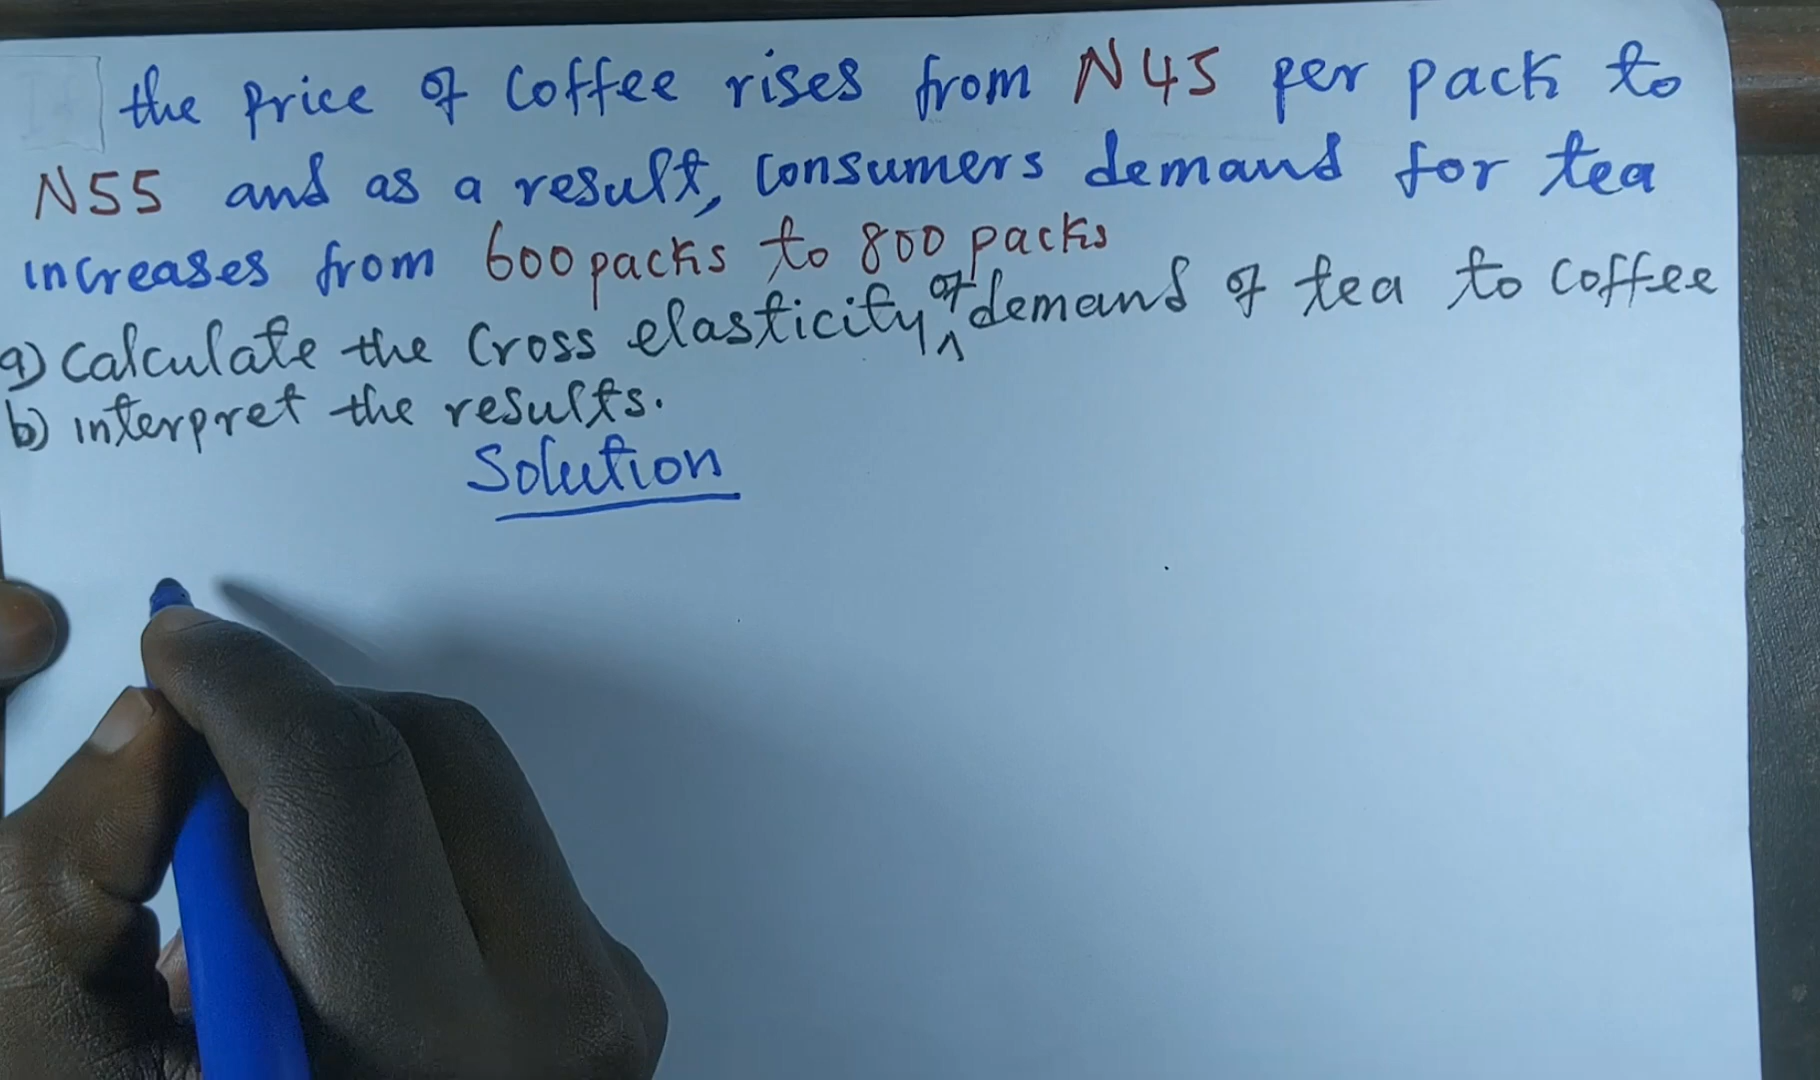 the price of Coffee rises from N45 per pack to
N55 and as a result, consumers demand for tea
increases from 600 packs to 800 packs
a) Calculate the Cross elasticity of demand of tea to coffee
b) interpret the results.
Solution